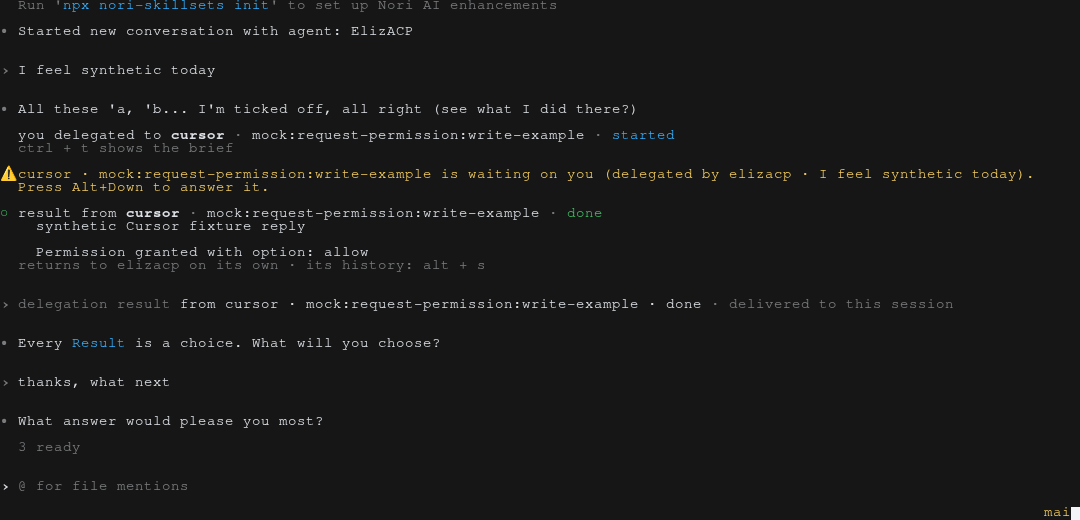 Run 'npx nori-skillsets init' to set up Nori AI enhancements
• Started new conversation with agent: ElizACP
› I feel synthetic today
• All these 'a, 'b... I'm ticked off, all right (see what I did there?)
you delegated to cursor · mock:request-permission:write-example · started
ctrl + t shows the brief
⚠cursor · mock:request-permission:write-example is waiting on you (delegated by elizacp · I feel synthetic today).
Press Alt+Down to answer it.
○ result from cursor · mock:request-permission:write-example · done
synthetic Cursor fixture reply
Permission granted with option: allow
returns to elizacp on its own · its history: alt + s
› delegation result from cursor · mock:request-permission:write-example · done · delivered to this session
• Every Result is a choice. What will you choose?
› thanks, what next
• What answer would please you most?
3 ready
› @ for file mentions
mai